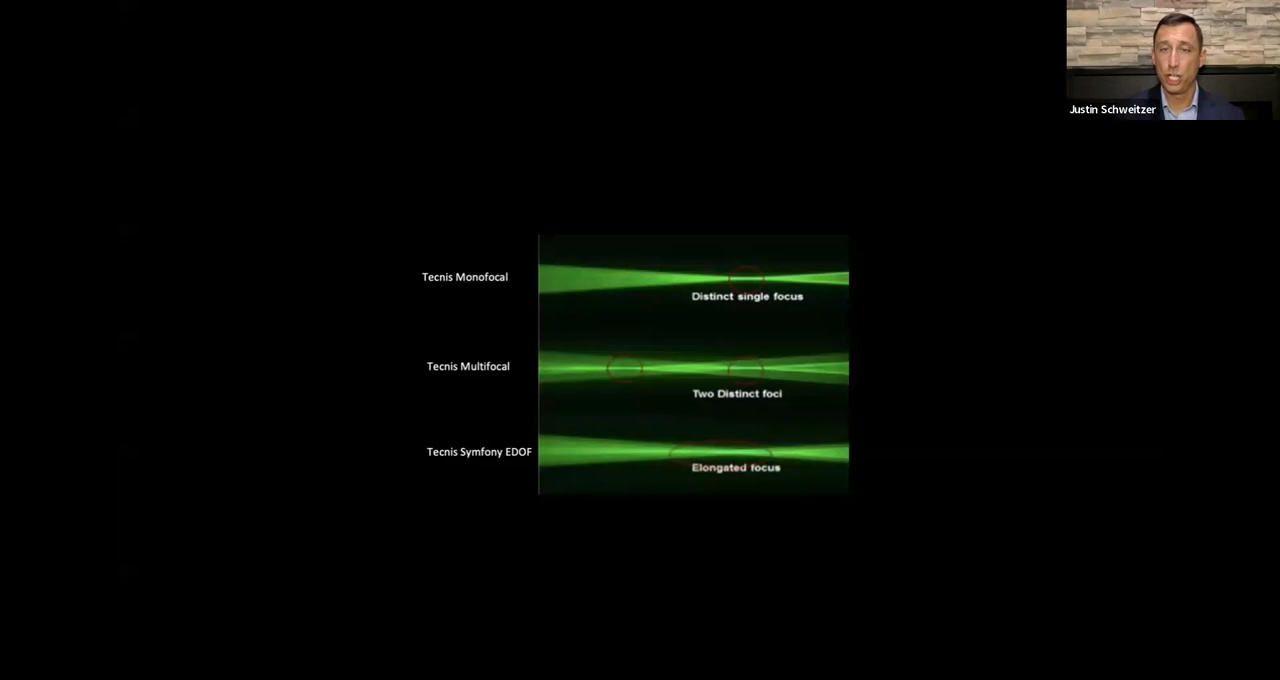 Justin Schweitzer
Tecnis Monofocal
Distinct single focus
Tecnis Multifocal
Two Distinct foci
Tecnis Symfony EDOF
Elongated focus